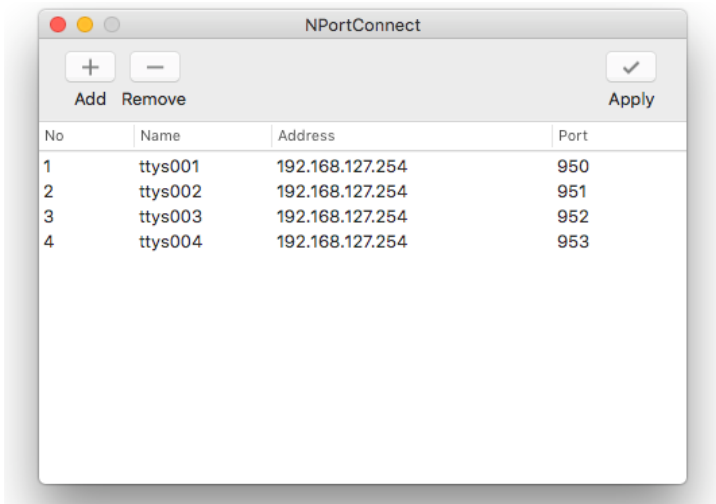 NPortConnect
Add Remove Apply
No Name Address Port
1 ttys001 192.168.127.254 950
2 ttys002 192.168.127.254 951
3 ttys003 192.168.127.254 952
4 ttys004 192.168.127.254 953